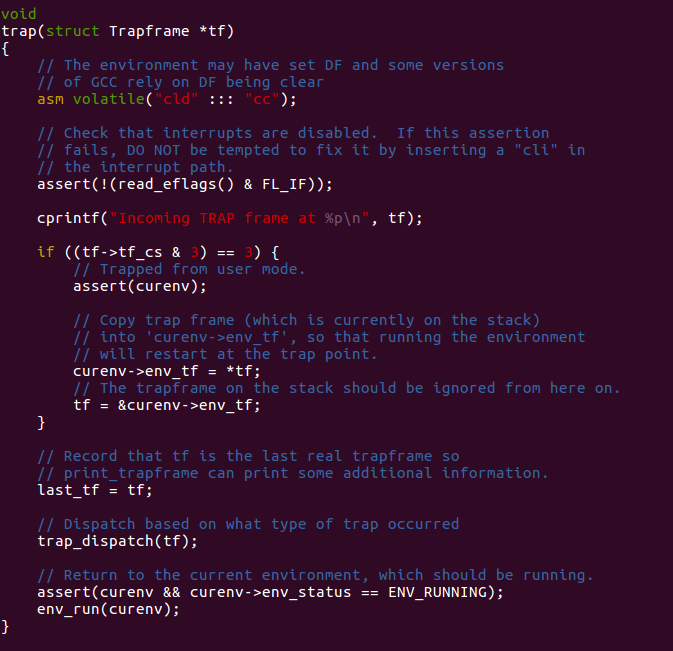 void
trap(struct Trapframe *tf)
{
    // The environment may have set DF and some versions
    // of GCC rely on DF being clear
    asm volatile("cld" ::: "cc");

    // Check that interrupts are disabled.  If this assertion
    // fails, DO NOT be tempted to fix it by inserting a "cli" in
    // the interrupt path.
    assert(!(read_eflags() & FL_IF));

    cprintf("Incoming TRAP frame at %p\n", tf);

    if ((tf->tf_cs & 3) == 3) {
        // Trapped from user mode.
        assert(curenv);

        // Copy trap frame (which is currently on the stack)
        // into 'curenv->env_tf', so that running the environment
        // will restart at the trap point.
        curenv->env_tf = *tf;
        // The trapframe on the stack should be ignored from here on.
        tf = &curenv->env_tf;
    }

    // Record that tf is the last real trapframe so
    // print_trapframe can print some additional information.
    last_tf = tf;

    // Dispatch based on what type of trap occurred
    trap_dispatch(tf);

    // Return to the current environment, which should be running.
    assert(curenv && curenv->env_status == ENV_RUNNING);
    env_run(curenv);
}